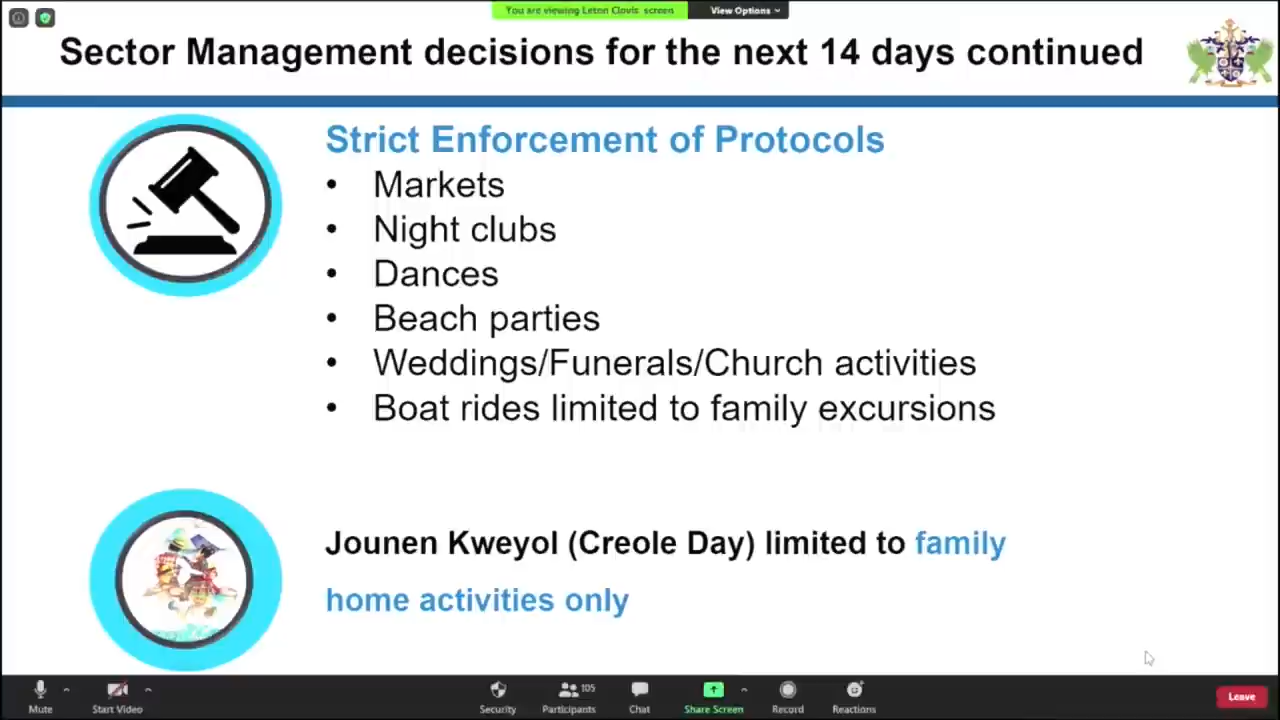 You are viewing Leton Clovis' screen
View Options
Sector Management decisions for the next 14 days continued
Strict Enforcement of Protocols
• Markets
• Night clubs
• Dances
• Beach parties
• Weddings/Funerals/Church activities
• Boat rides limited to family excursions
Jounen Kweyol (Creole Day) limited to family
home activities only
Mute
Start Video
Security
105
Participants
Chat
Share Screen
Record
Reactions
Leave